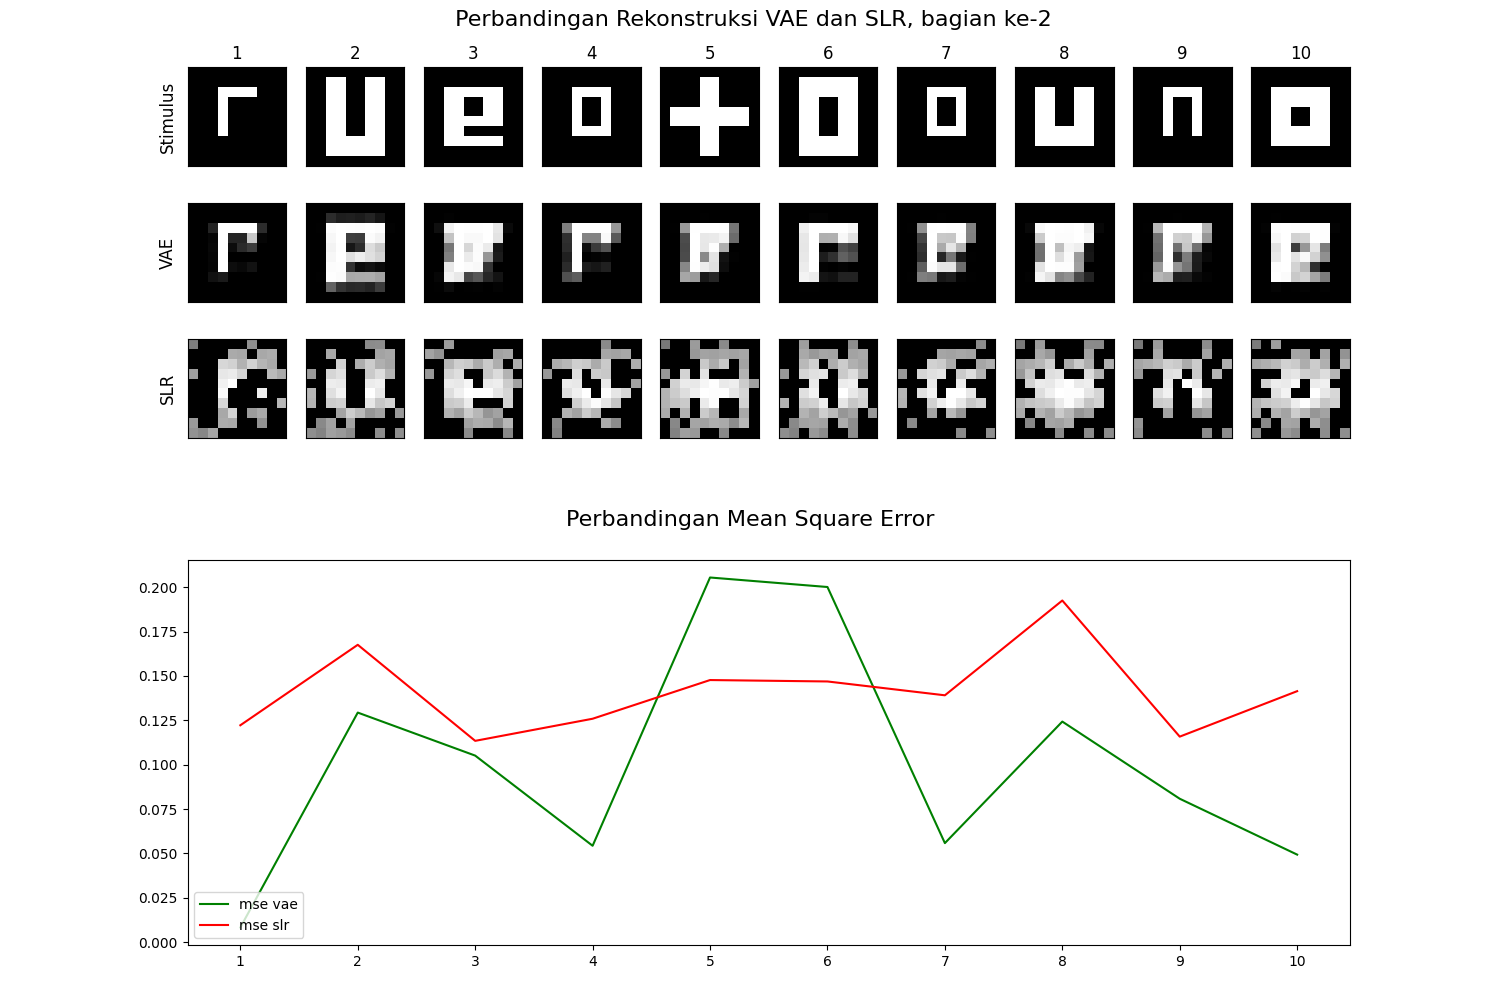 Perbandingan Rekonstruksi VAE dan SLR, bagian ke-2
1 2 3 4 5 6 7 8 9 10
Stimulus
r U e o + 0 o u n o
VAE
SLR
Perbandingan Mean Square Error
0.200
0.175
0.150
0.125
0.100
0.075
0.050
0.025
0.000
mse vae
mse slr
1 2 3 4 5 6 7 8 9 10